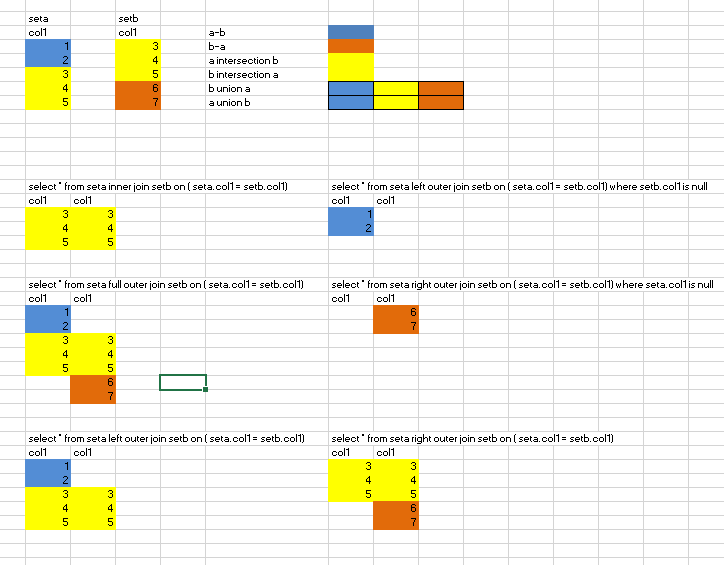 seta setb
col1 col1 a-b
1 3 b-a
2 4 a intersection b
3 5 b intersection a
4 6 b union a
5 7 a union b
select * from seta inner join setb on ( seta.col1 = setb.col1) select * from seta left outer join setb on ( seta.col1 = setb.col1) where setb.col1 is null
col1 col1 col1 col1
3 3 1
4 4 2
5 5
select * from seta full outer join setb on ( seta.col1 = setb.col1) select * from seta right outer join setb on ( seta.col1 = setb.col1) where seta.col1 is null
col1 col1 col1 col1
1 6
2 7
3 3
4 4
5 5
6
7
select * from seta left outer join setb on ( seta.col1 = setb.col1) select * from seta right outer join setb on ( seta.col1 = setb.col1)
col1 col1 col1 col1
1 3 3
2 4 4
3 3 5 5
4 4 6
5 5 7